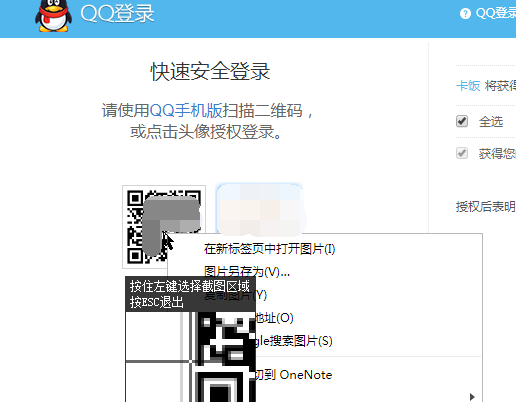 QQ登录
QQ登
快速安全登录
请使用QQ手机版扫描二维码，
或点击头像授权登录。
卡饭 将获得
全选
获得您
授权后表明
在新标签页中打开图片(I)
图片另存为(V)...
复制图片(Y)
地址(O)
gle搜索图片(S)
切到 OneNote
按住左键选择截图区域
按ESC退出